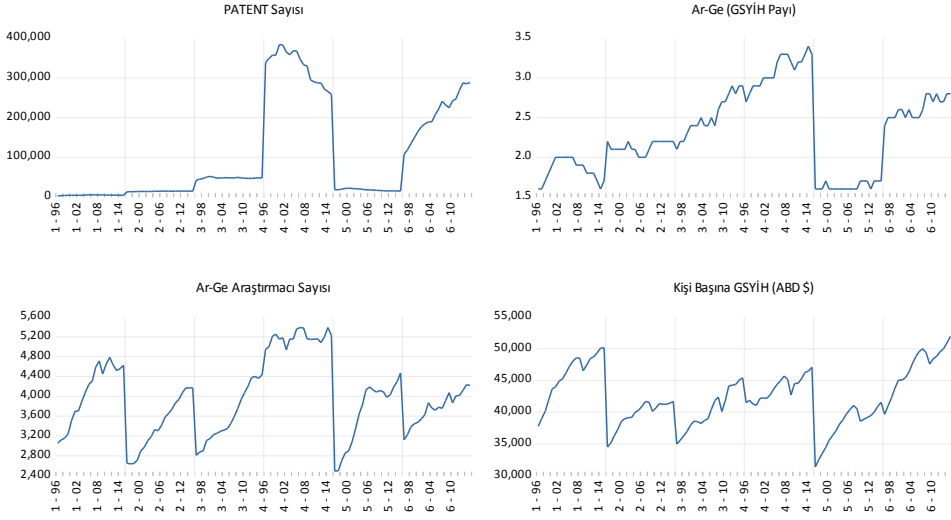 PATENT Sayısı
400,000
300,000
200,000
100,000
0
1 - 96
1 - 02
1 - 08
1 - 14
2 - 00
2 - 06
2 - 12
3 - 98
3 - 04
3 - 10
4 - 96
4 - 02
4 - 08
4 - 14
5 - 00
5 - 06
5 - 12
6 - 98
6 - 04
6 - 10
Ar-Ge (GSYİH Payı)
3.5
3.0
2.5
2.0
1.5
1 - 96
1 - 02
1 - 08
1 - 14
2 - 00
2 - 06
2 - 12
3 - 98
3 - 04
3 - 10
4 - 96
4 - 02
4 - 08
4 - 14
5 - 00
5 - 06
5 - 12
6 - 98
6 - 04
6 - 10
Ar-Ge Araştırmacı Sayısı
5,600
5,200
4,800
4,400
4,000
3,600
3,200
2,800
2,400
1 - 96
1 - 02
1 - 08
1 - 14
2 - 00
2 - 06
2 - 12
3 - 98
3 - 04
3 - 10
4 - 96
4 - 02
4 - 08
4 - 14
5 - 00
5 - 06
5 - 12
6 - 98
6 - 04
6 - 10
Kişi Başına GSYİH (ABD $)
55,000
50,000
45,000
40,000
35,000
30,000
1 - 96
1 - 02
1 - 08
1 - 14
2 - 00
2 - 06
2 - 12
3 - 98
3 - 04
3 - 10
4 - 96
4 - 02
4 - 08
4 - 14
5 - 00
5 - 06
5 - 12
6 - 98
6 - 04
6 - 10